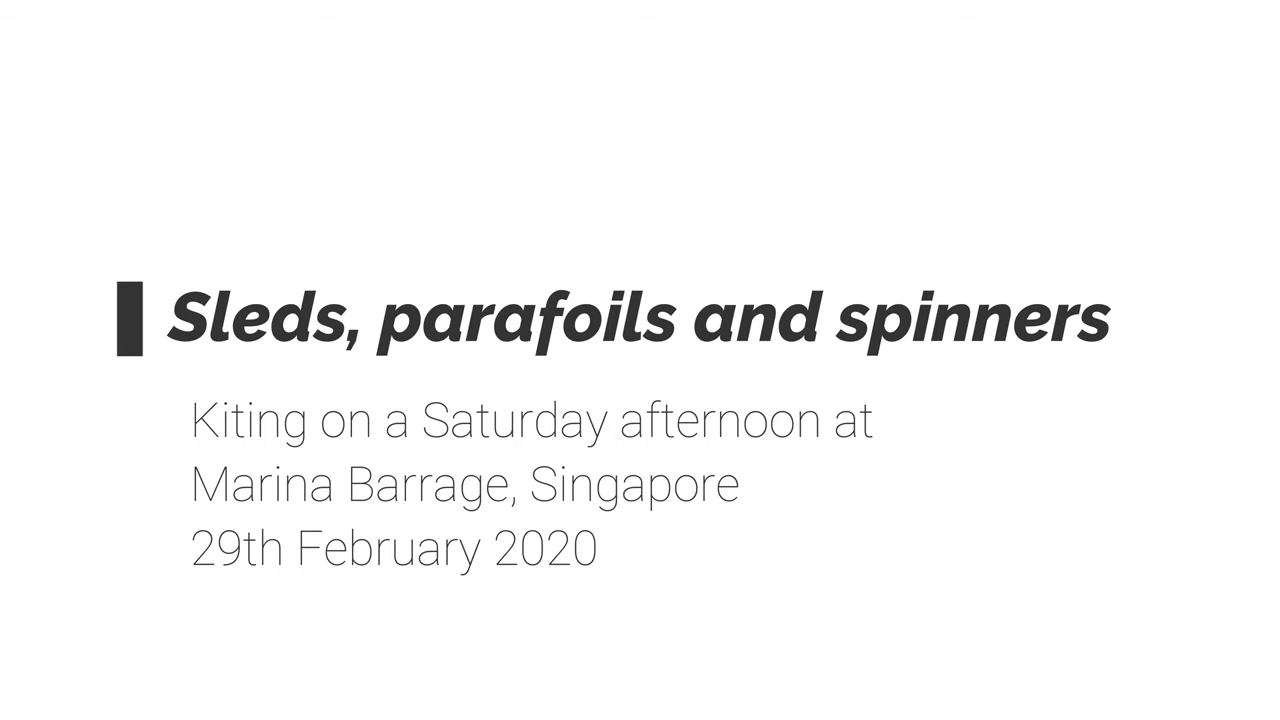 Sleds, parafoils and spinners
Kiting on a Saturday afternoon at
Marina Barrage, Singapore
29th February 2020